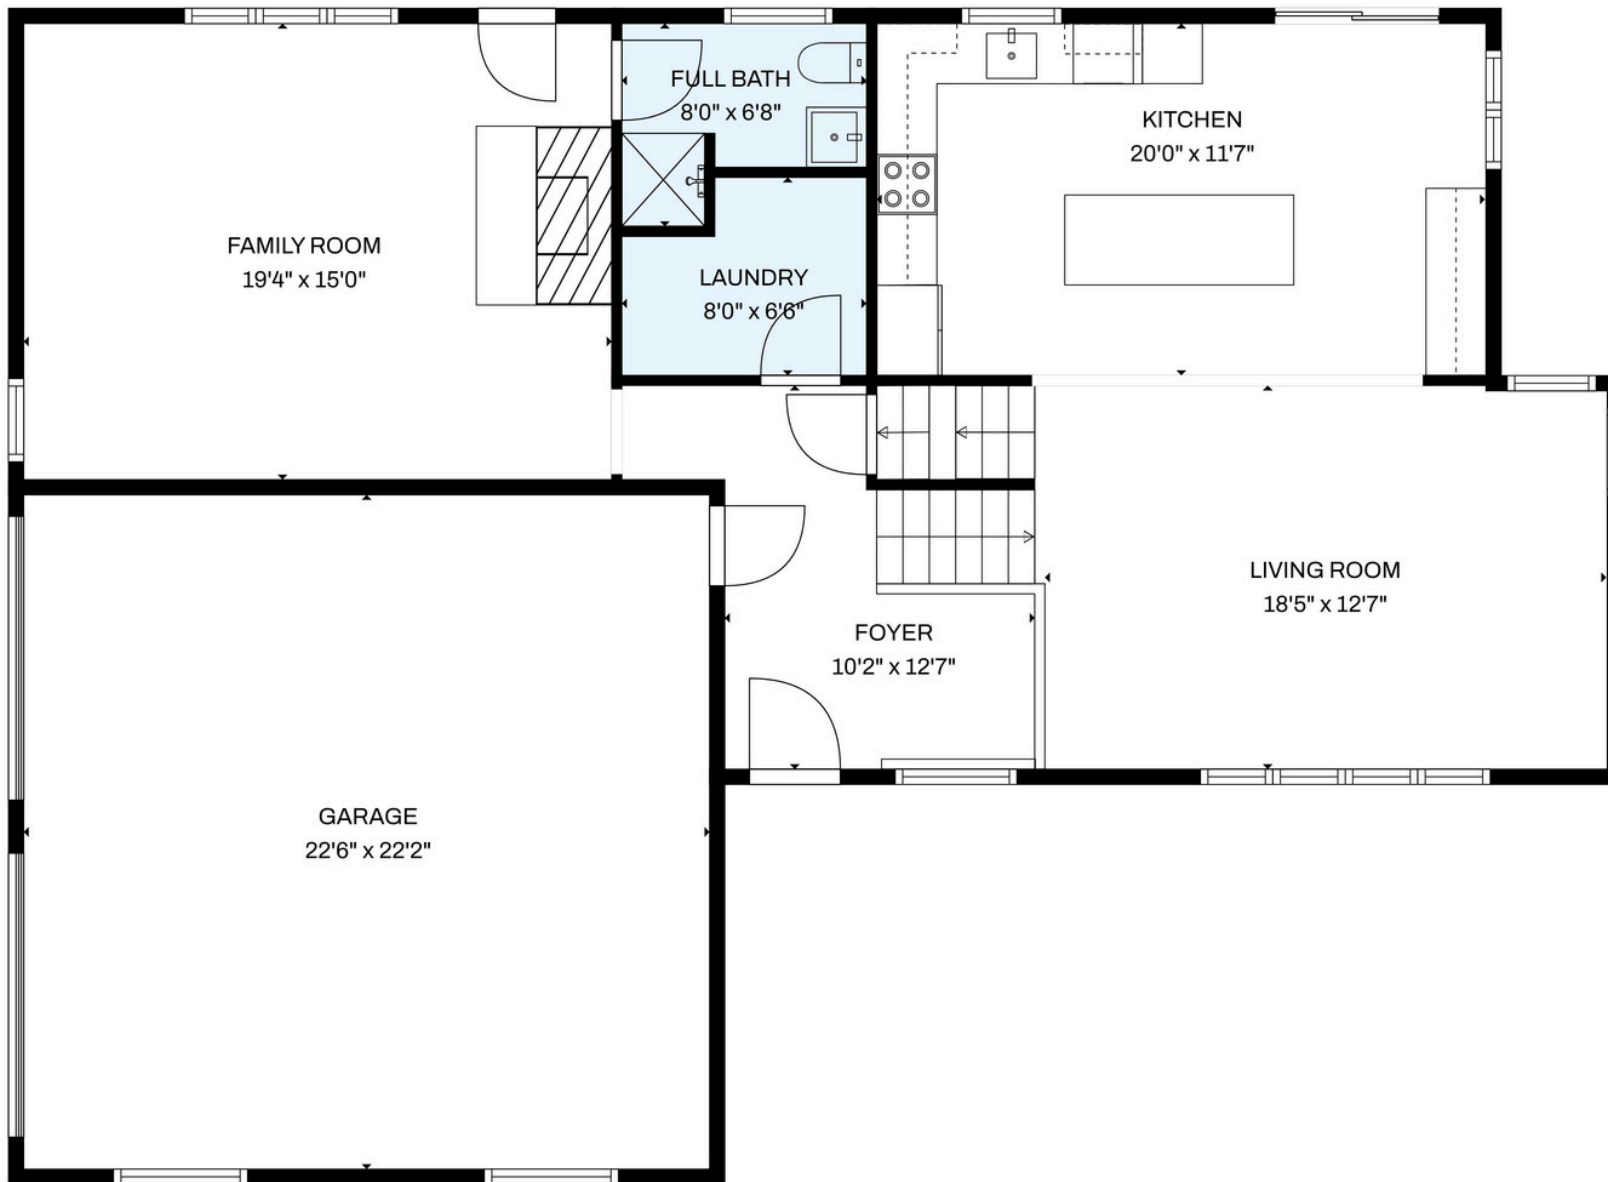 FULL BATH
8'0" x 6'8"
KITCHEN
20'0" x 11'7"
FAMILY ROOM
19'4" x 15'0"
LAUNDRY
8'0" x 6'6"
LIVING ROOM
18'5" x 12'7"
FOYER
10'2" x 12'7"
GARAGE
22'6" x 22'2"